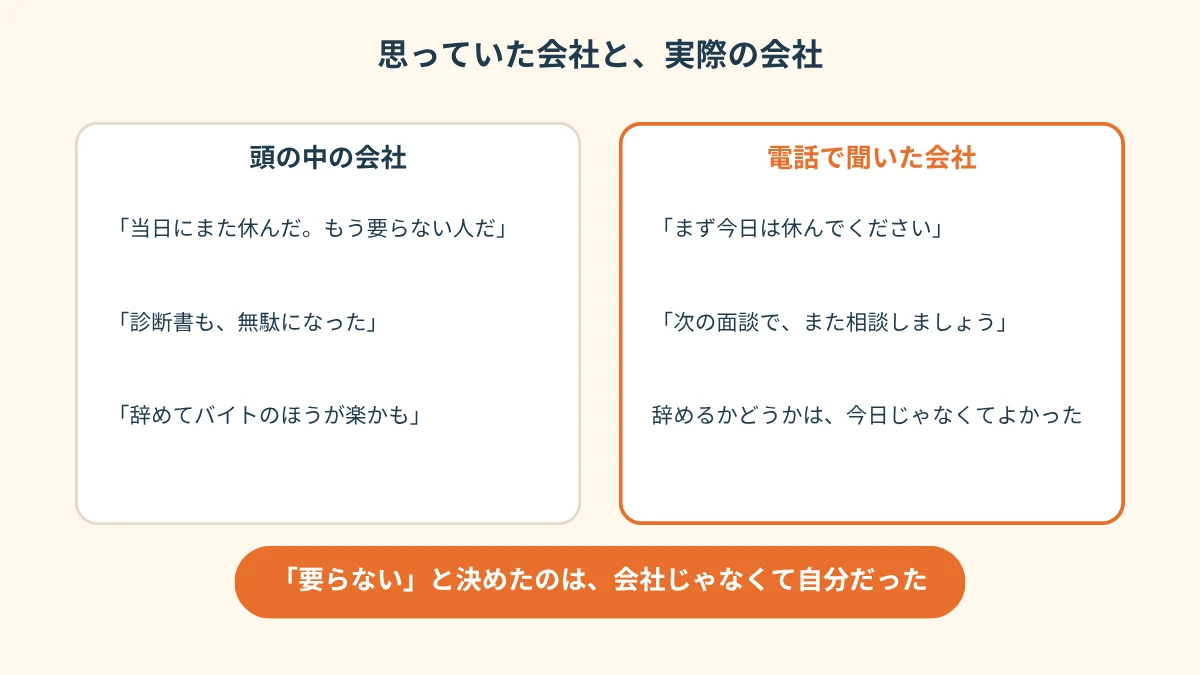 思っていた会社と、実際の会社
頭の中の会社
「当日にまた休んだ。もう要らない人だ」
「診断書も、無駄になった」
「辞めてバイトのほうが楽かも」
電話で聞いた会社
「まず今日は休んでください」
「次の面談で、また相談しましょう」
辞めるかどうかは、今日じゃなくてよかった
「要らない」と決めたのは、会社じゃなくて自分だった